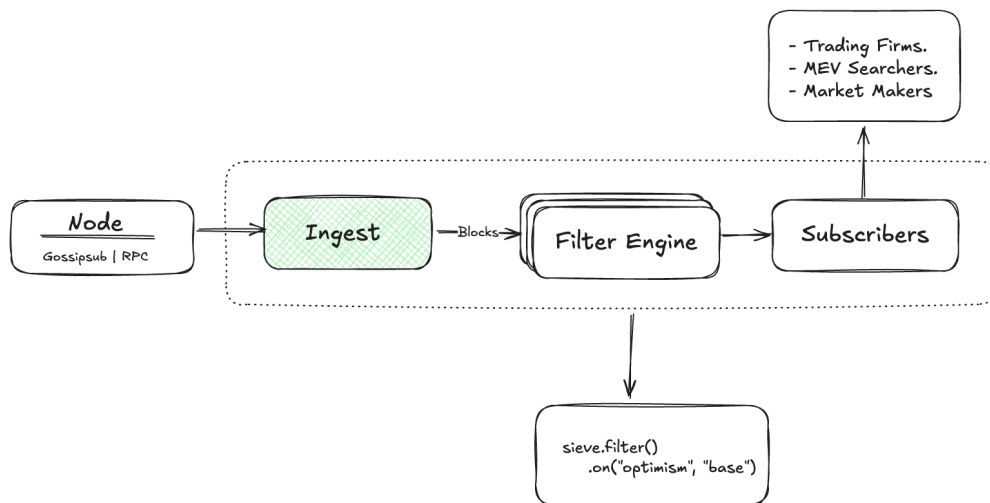 - Trading Firms.
- MEV Searchers.
- Market Makers
Node
Gossipsub | RPC
Ingest
Blocks
Filter Engine
Subscribers
sieve.filter()
.on("optimism", "base")